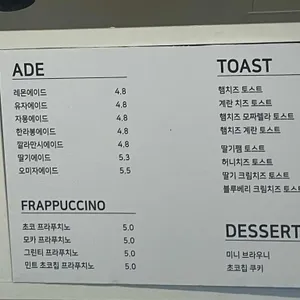 ADE
레몬에이드 4.8
유자에이드 4.8
자몽에이드 4.8
한라봉에이드 4.8
깔라만시에이드 4.8
딸기에이드 5.3
오미자에이드 5.5
FRAPPUCCINO
초코 프라푸치노 5.0
모카 프라푸치노 5.0
그린티 프라푸치노 5.0
민트 초코칩 프라푸치노 5.0
TOAST
햄치즈 토스트
계란 치즈 토스트
햄치즈 모짜렐라 토스트
햄치즈 계란 토스트
딸기잼 토스트
허니치즈 토스트
딸기 크림치즈 토스트
블루베리 크림치즈 토스트
DESSERT
미니 브라우니
초코칩 쿠키